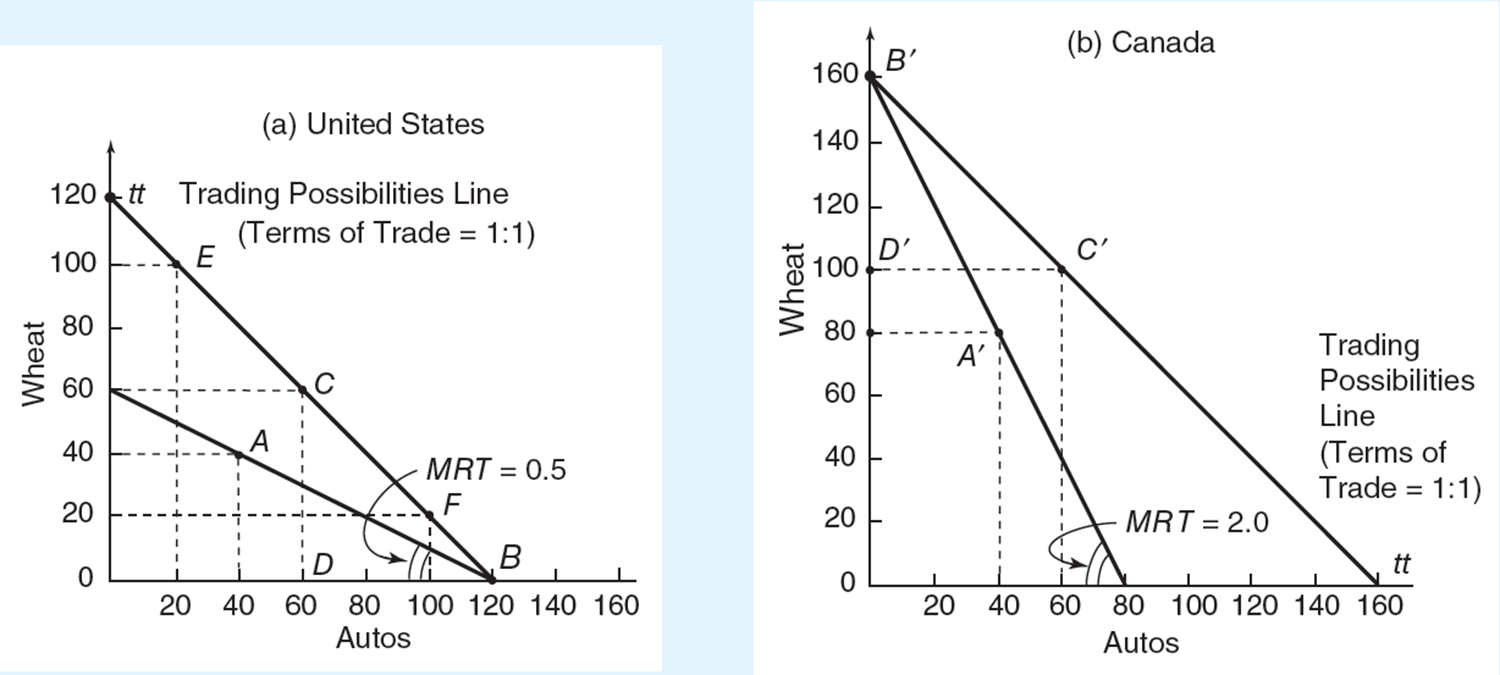 (a) United States
120
tt
Trading Possibilities Line
(Terms of Trade = 1:1)
100
E
80
Wheat
60
C
40
A
MRT = 0.5
20
F
D
B
0
20 40 60 80 100 120 140 160
Autos
(b) Canada
160
B′
140
120
D′
C′
100
Wheat
80
A′
Trading
Possibilities
Line
(Terms of
Trade = 1:1)
60
40
20
MRT = 2.0
tt
0
20 40 60 80 100 120 140 160
Autos